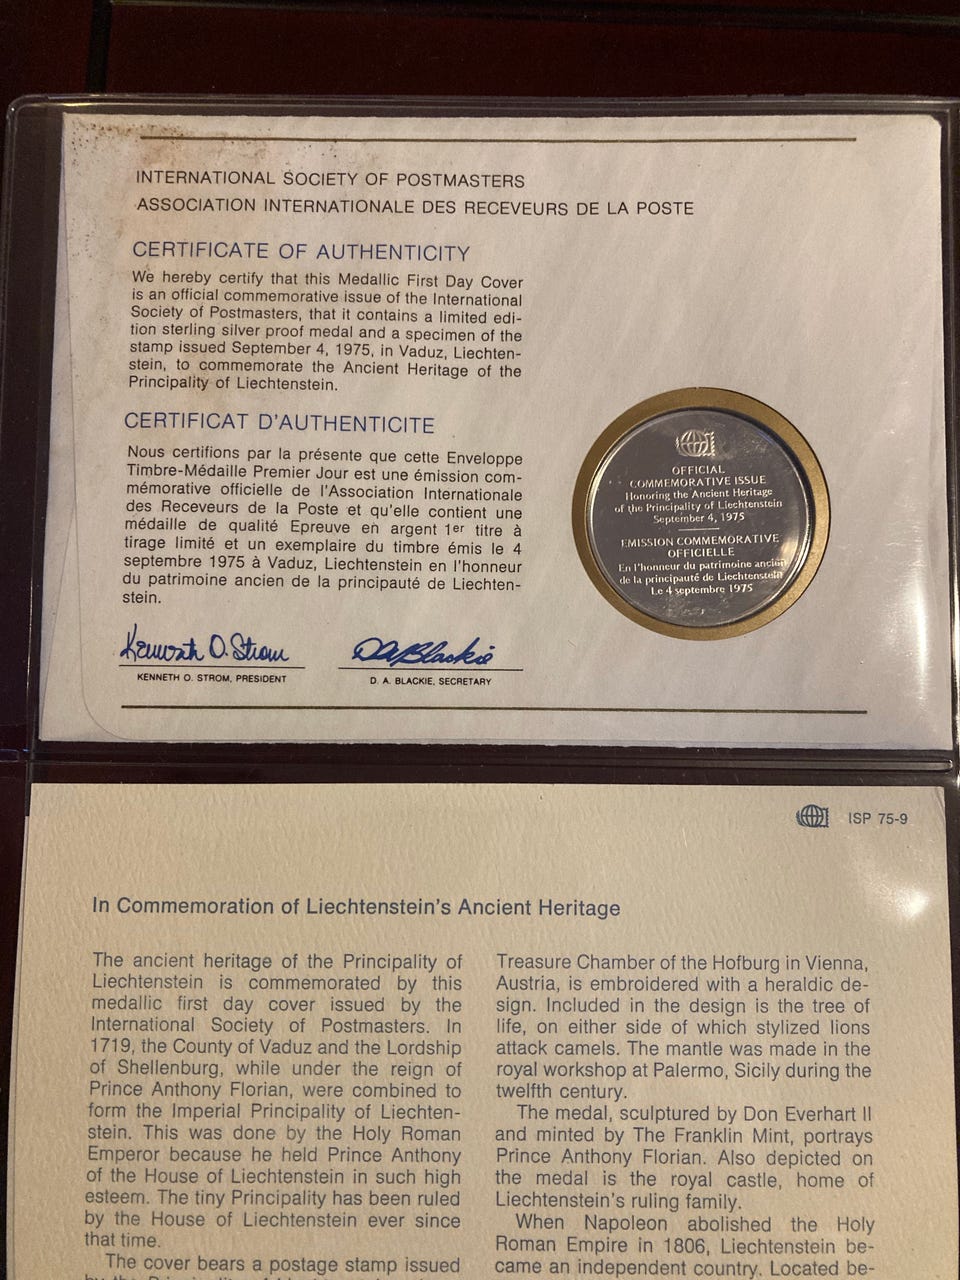 INTERNATIONAL SOCIETY OF POSTMASTERS
ASSOCIATION INTERNATIONALE DES RECEVEURS DE LA POSTE
CERTIFICATE OF AUTHENTICITY
We hereby certify that this Medallic First Day Cover
is an official commemorative issue of the International
Society of Postmasters, that it contains a limited edi-
tion sterling silver proof medal and a specimen of the
stamp issued September 4, 1975, in Vaduz, Liechten-
stein, to commemorate the Ancient Heritage of the
Principality of Liechtenstein.
CERTIFICAT D'AUTHENTICITE
Nous certifions par la présente que cette Enveloppe
Timbre-Médaille Premier Jour est une émission com-
mémorative officielle de l'Association Internationale
des Receveurs de la Poste et qu'elle contient une
médaille de qualité Epreuve en argent 1er titre à
tirage limité et un exemplaire du timbre émis le 4
septembre 1975 à Vaduz, Liechtenstein en l'honneur
du patrimoine ancien de la principauté de Liechten-
stein.
Kenneth O. Strom
KENNETH O. STROM, PRESIDENT
D A Blackie
D. A. BLACKIE, SECRETARY
OFFICIAL
COMMEMORATIVE ISSUE
Honoring the Ancient Heritage
of the Principality of Liechtenstein
September 4, 1975
EMISSION COMMEMORATIVE
OFFICIELLE
En l'honneur du patrimoine ancien
de la principauté de Liechtenstein
Le 4 septembre 1975
ISP 75-9
In Commemoration of Liechtenstein's Ancient Heritage
The ancient heritage of the Principality of
Liechtenstein is commemorated by this
medallic first day cover issued by the
International Society of Postmasters. In
1719, the County of Vaduz and the Lordship
of Shellenburg, while under the reign of
Prince Anthony Florian, were combined to
form the Imperial Principality of Liechten-
stein. This was done by the Holy Roman
Emperor because he held Prince Anthony
of the House of Liechtenstein in such high
esteem. The tiny Principality has been ruled
by the House of Liechtenstein ever since
that time.
The cover bears a postage stamp issued
by the
Treasure Chamber of the Hofburg in Vienna,
Austria, is embroidered with a heraldic de-
sign. Included in the design is the tree of
life, on either side of which stylized lions
attack camels. The mantle was made in the
royal workshop at Palermo, Sicily during the
twelfth century.
The medal, sculptured by Don Everhart II
and minted by The Franklin Mint, portrays
Prince Anthony Florian. Also depicted on
the medal is the royal castle, home of
Liechtenstein's ruling family.
When Napoleon abolished the Holy
Roman Empire in 1806, Liechtenstein be-
came an independent country. Located be-